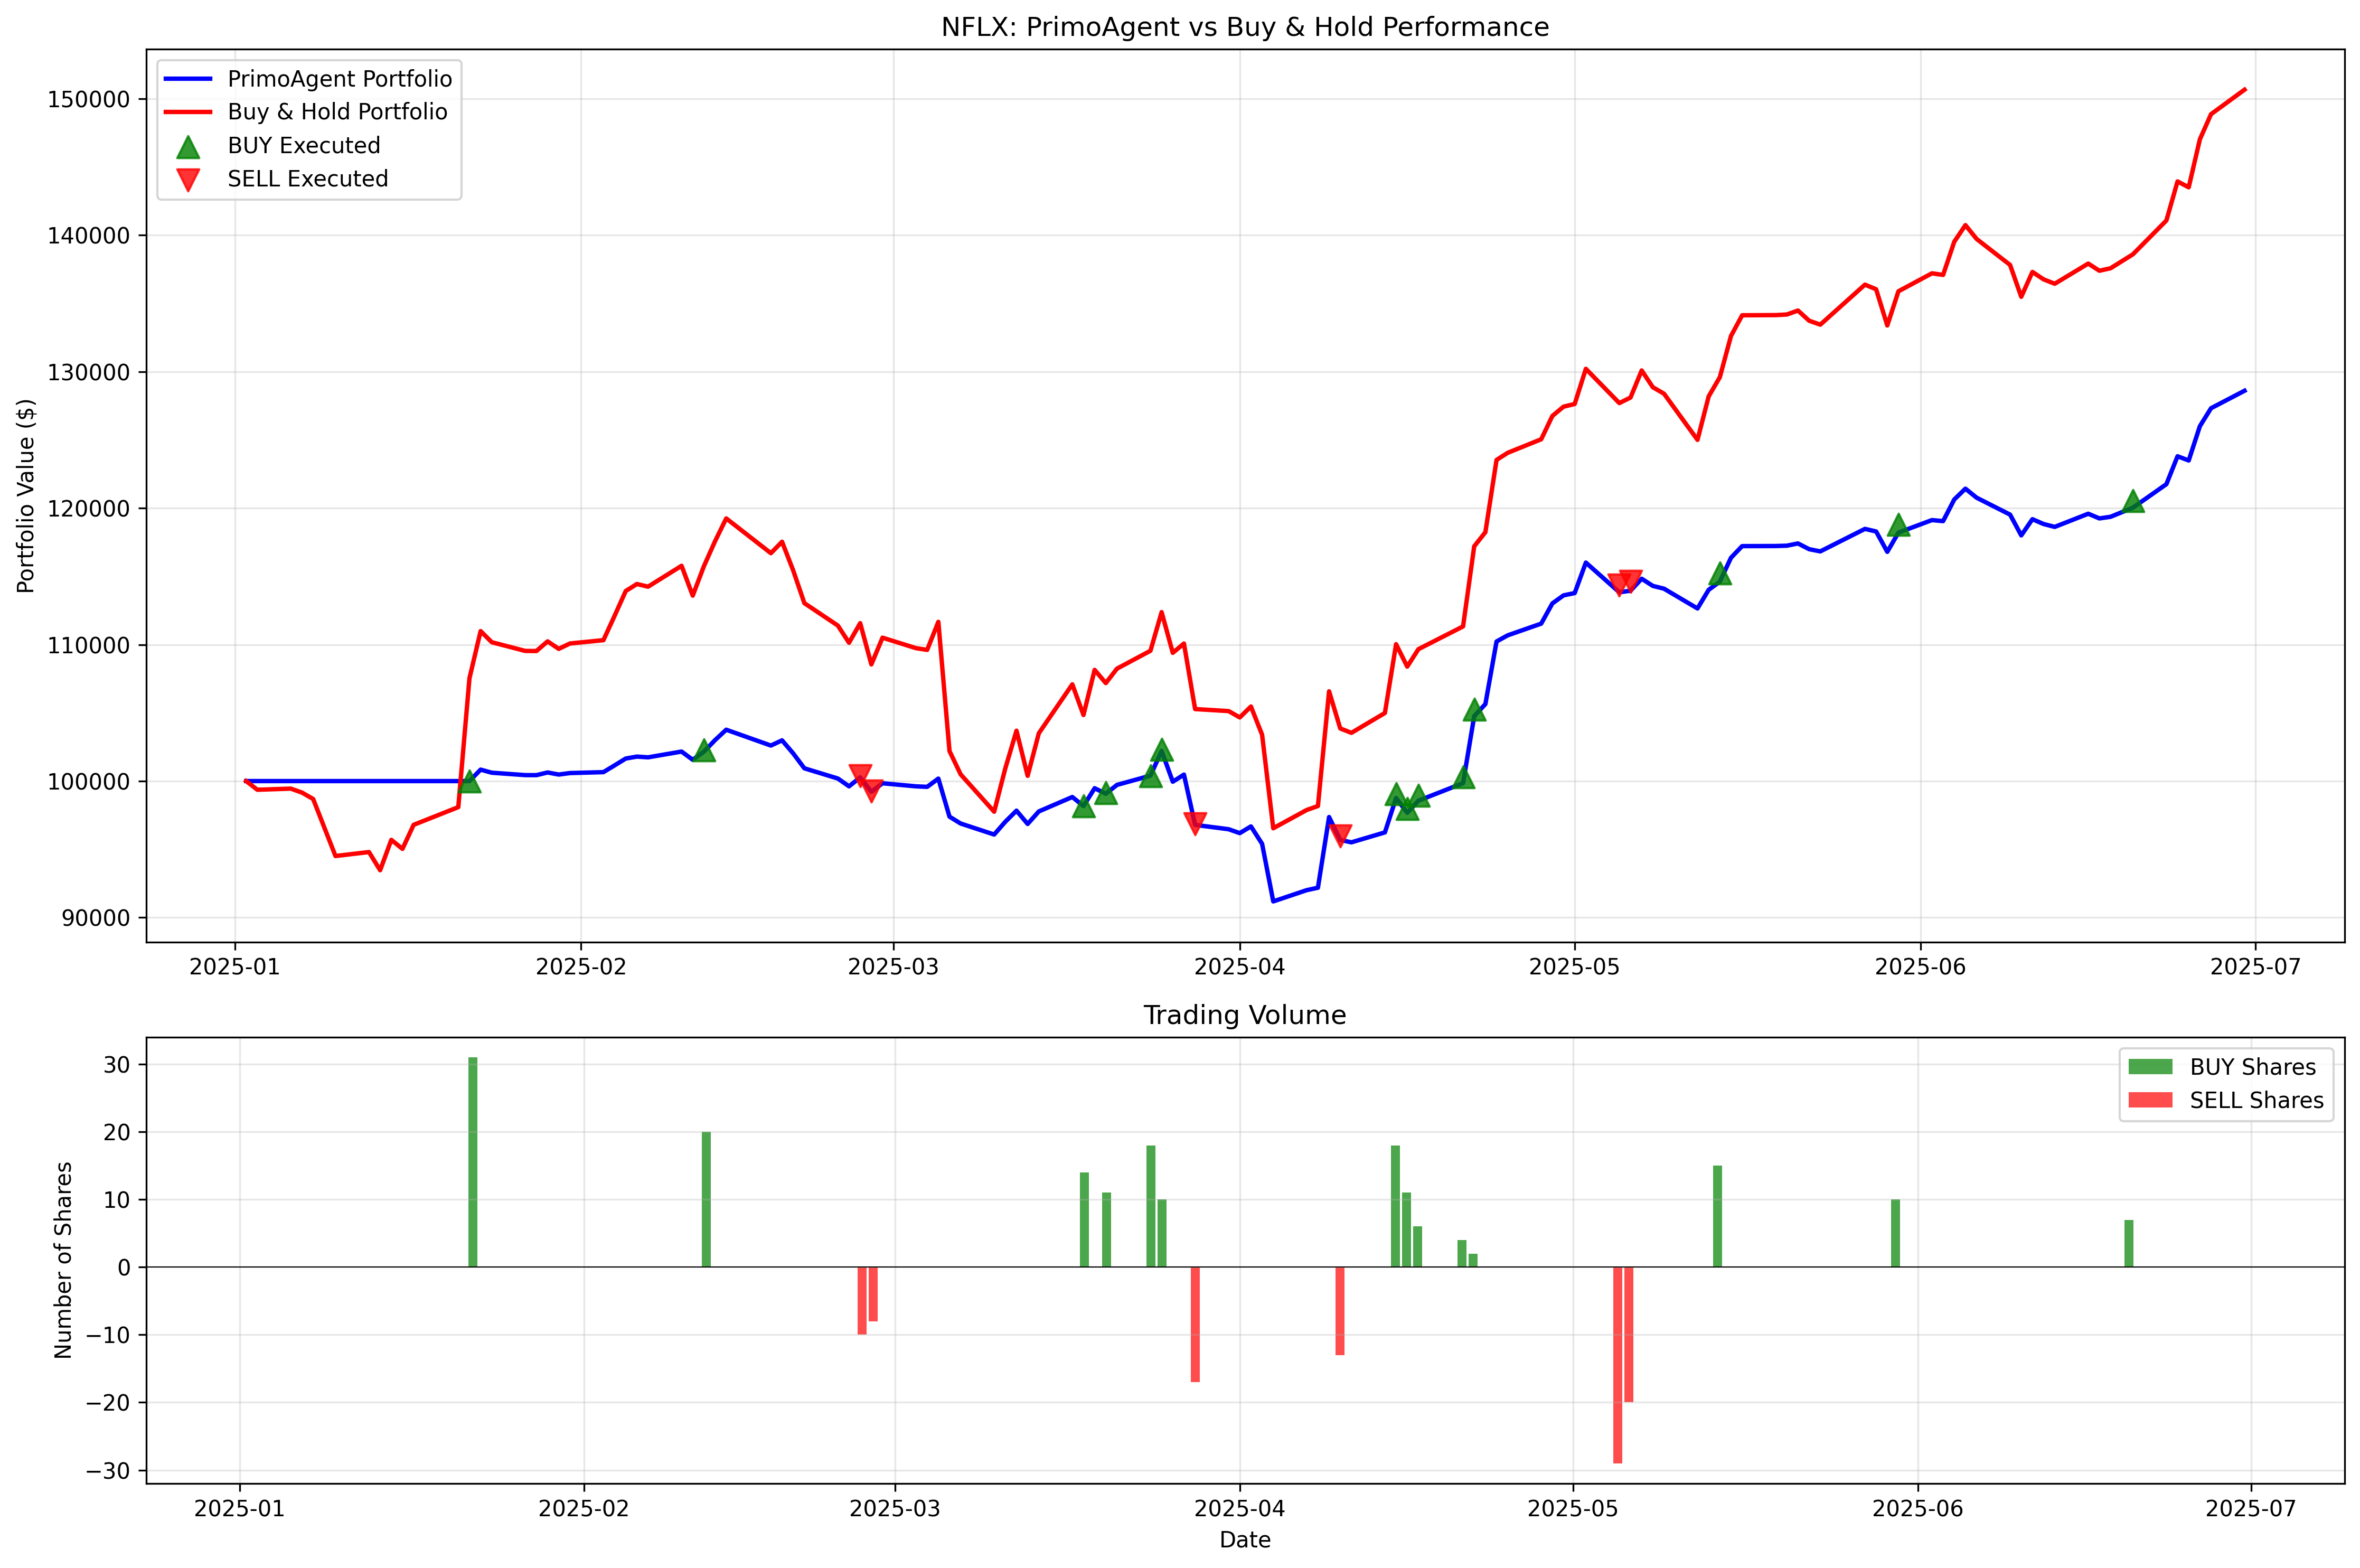 NFLX: PrimoAgent vs Buy & Hold Performance
PrimoAgent Portfolio
Buy & Hold Portfolio
BUY Executed
SELL Executed
Portfolio Value ($)
150000
140000
130000
120000
110000
100000
90000
2025-01
2025-02
2025-03
2025-04
2025-05
2025-06
2025-07
Trading Volume
BUY Shares
SELL Shares
Number of Shares
30
20
10
0
−10
−20
−30
2025-01
2025-02
2025-03
2025-04
2025-05
2025-06
2025-07
Date